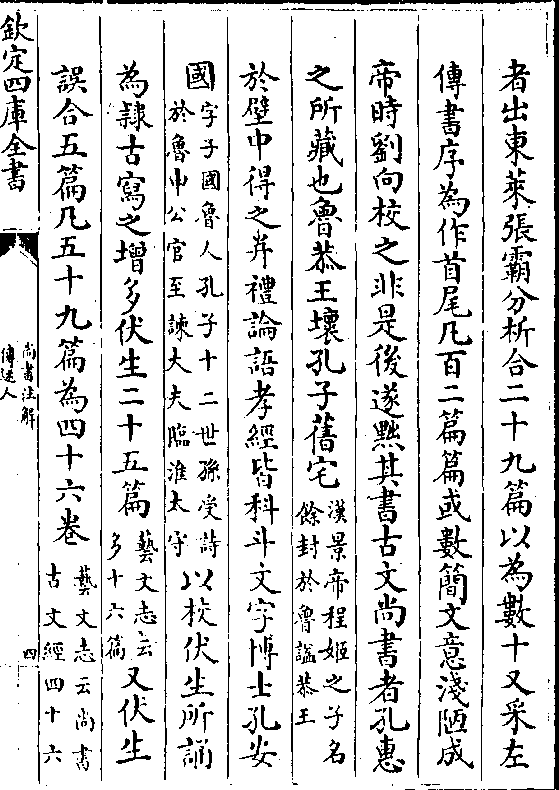 者出東萊張霸分析合二十九篇以為數十又采左
傳書序為作首尾凡百二篇篇或數簡文意淺陋成
帝時劉向校之非是後遂黜其書古文尚書者孔惠
之所藏也魯恭王壞孔子舊宅漢景帝程姬之子名餘封於魯謚恭王
於壁中得之并禮論語孝經皆科斗文字博士孔安
國字子國魯人孔子十二世孫受詩於魯申公官至諫大夫臨淮太守以校伏生所誦
為隸古寫之增多伏生二十五篇藝文志云多十六篇又伏生
誤合五篇凡五十九篇為四十六卷藝文志云尚書古文經四十六
欽定四庫全書
尚書注解
傳述人
四